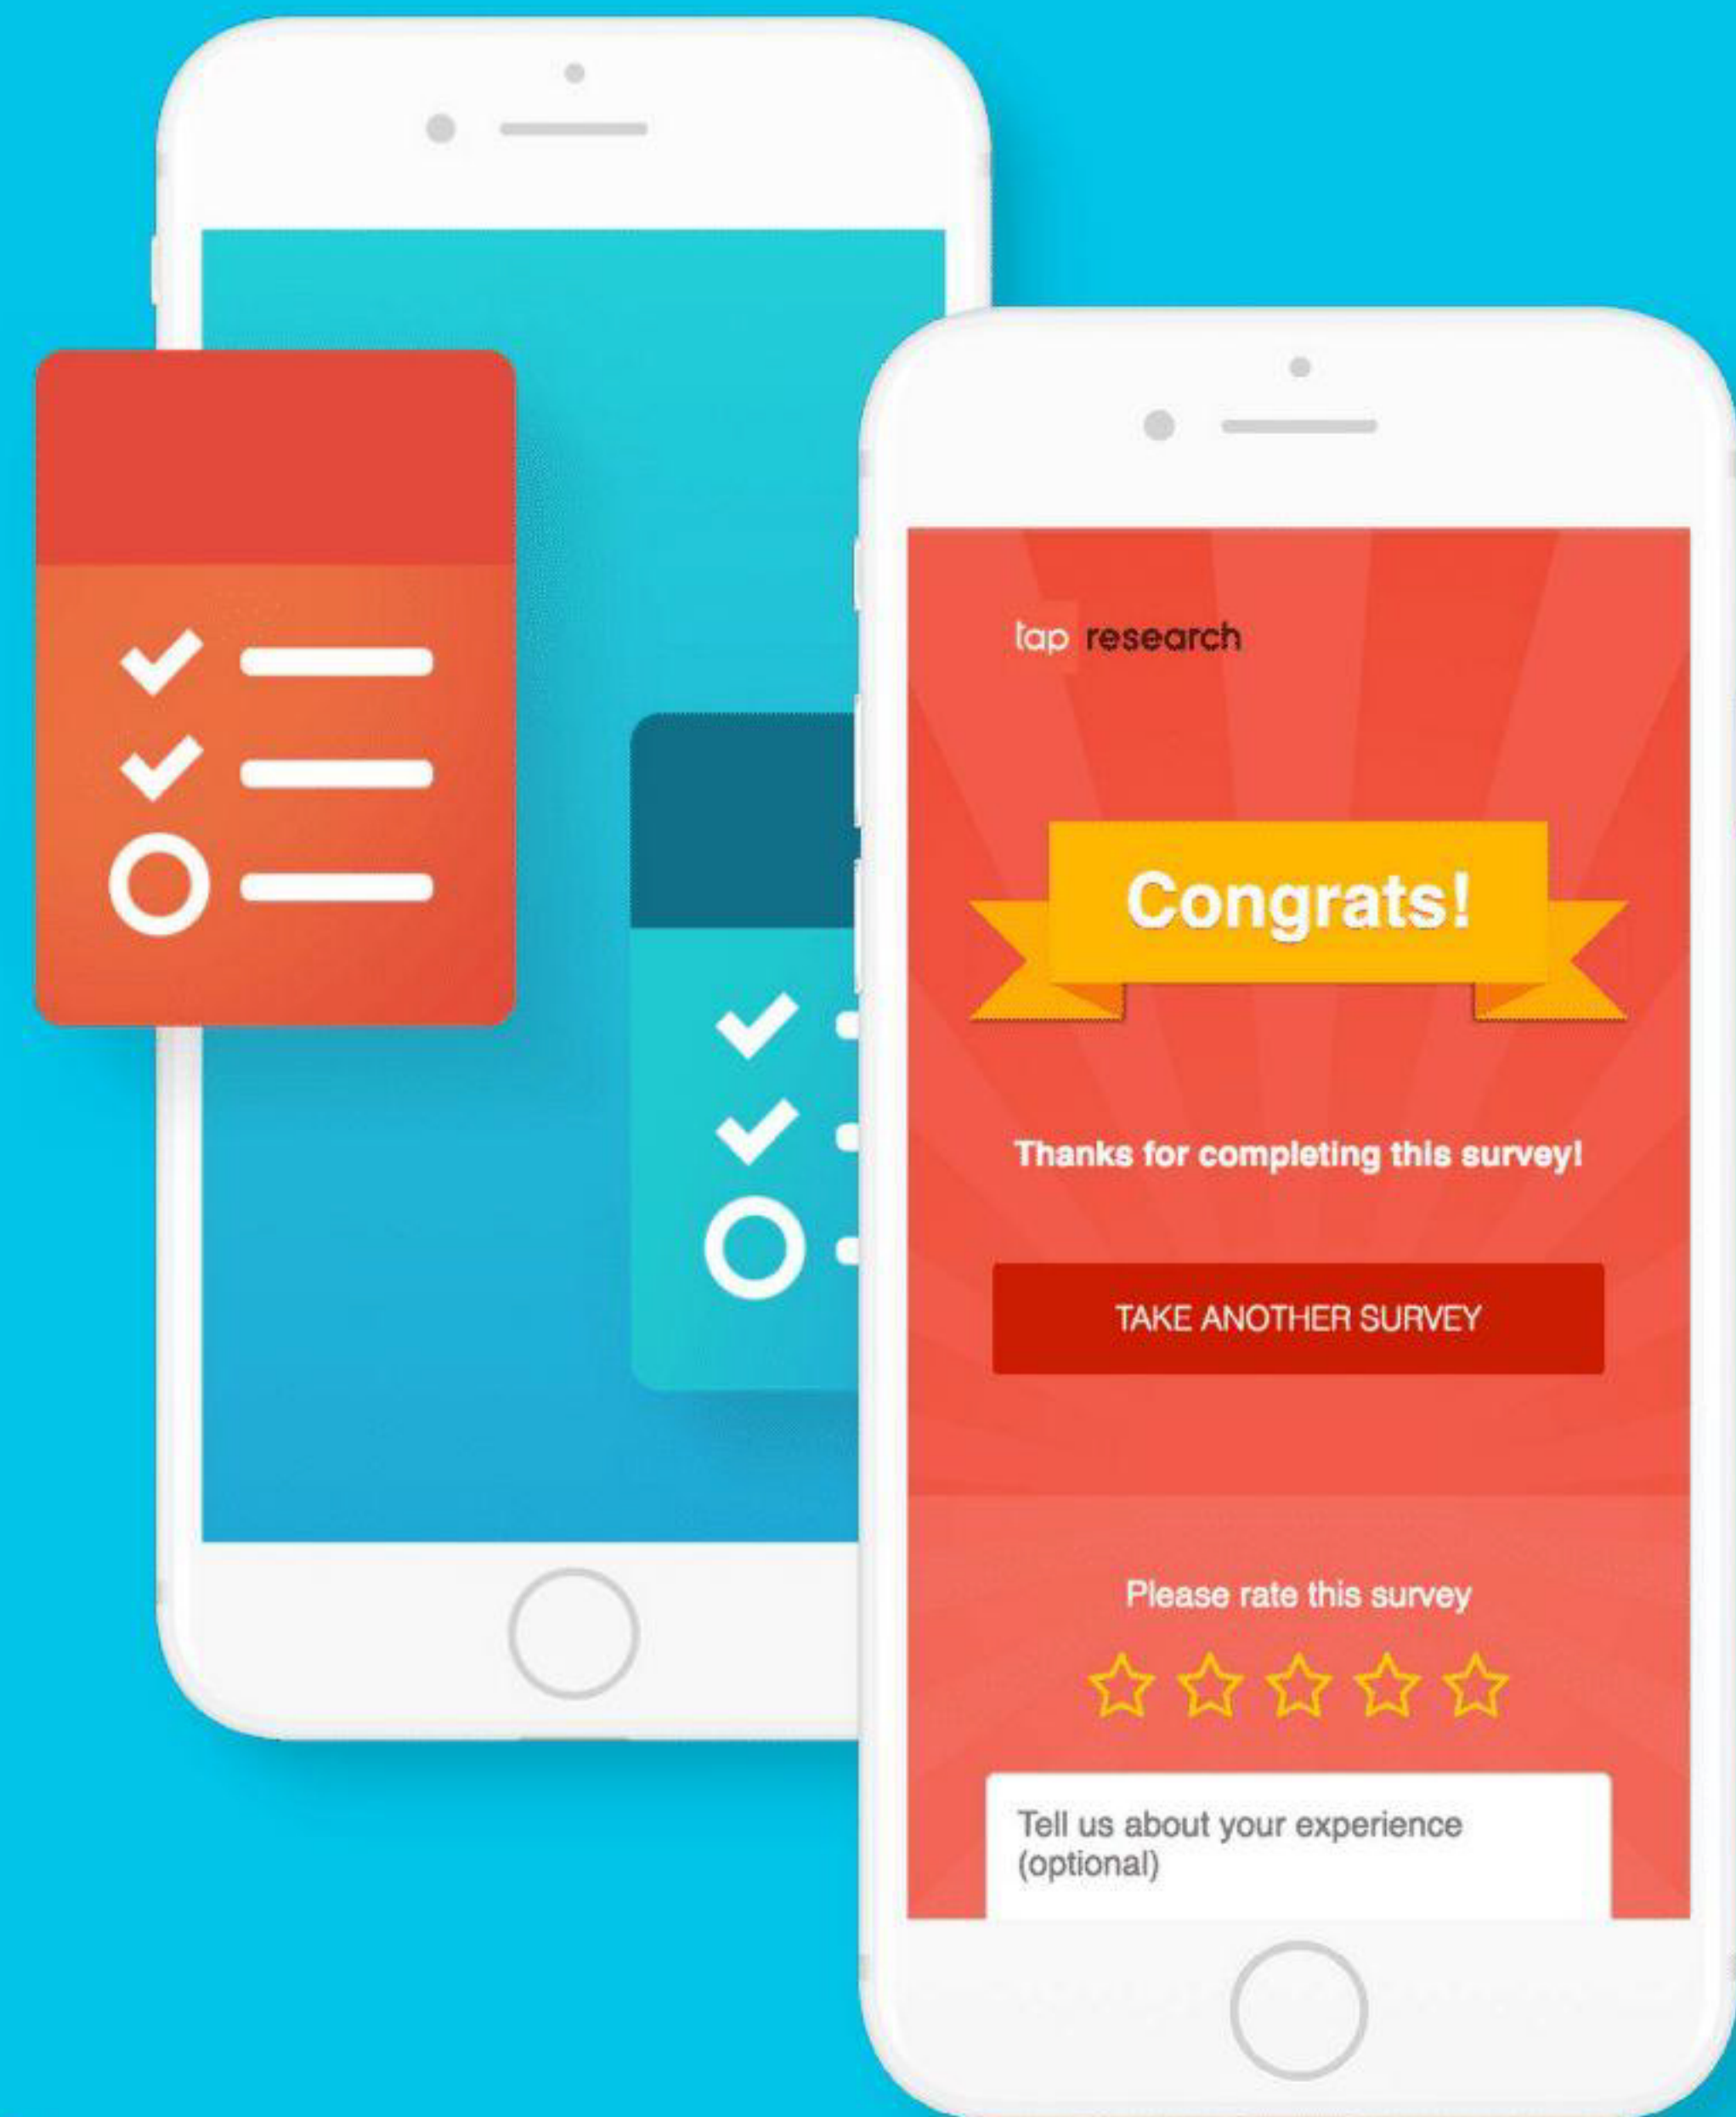 tap research
Congrats!
Thanks for completing this survey!
TAKE ANOTHER SURVEY
Please rate this survey
Tell us about your experience
(optional)